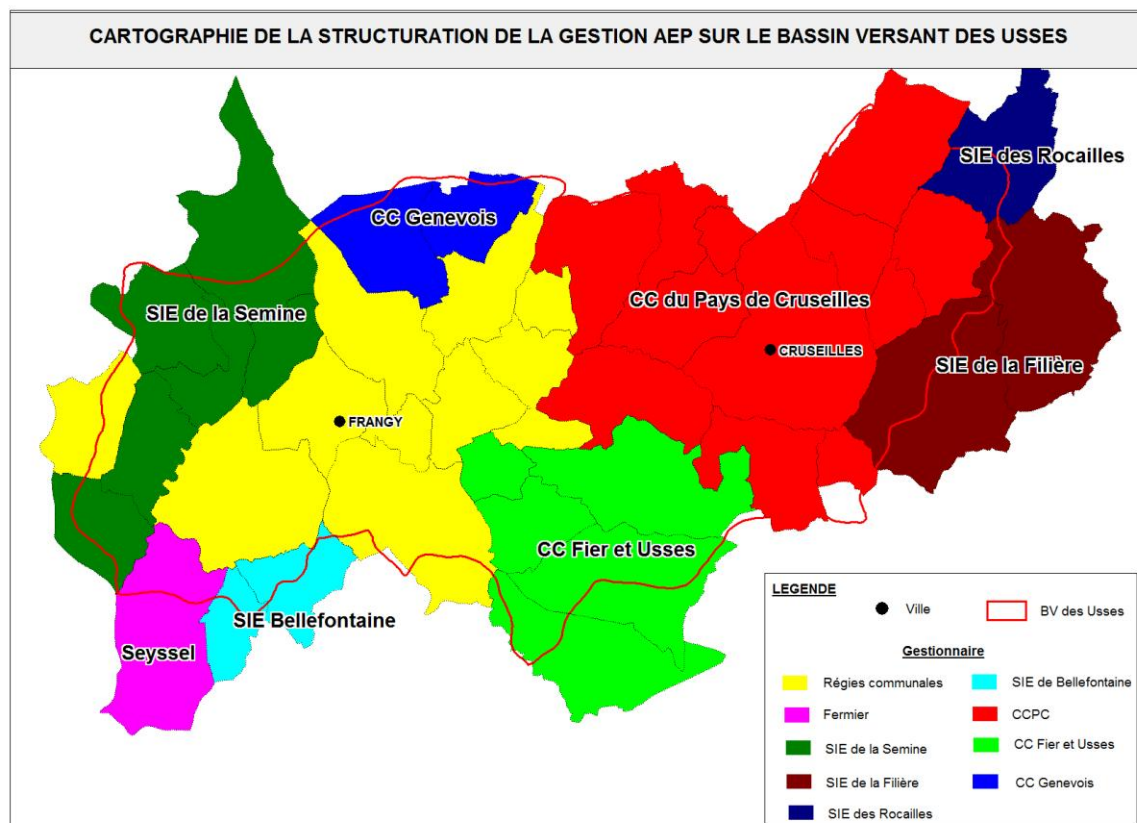 CARTOGRAPHIE DE LA STRUCTURATION DE LA GESTION AEP SUR LE BASSIN VERSANT DES USSES
SIE des Rocailles
CC Genevois
CC du Pays de Cruseilles
SIE de la Semine
CRUSEILLES
SIE de la Filière
FRANGY
CC Fier et Usses
SIE Bellefontaine
Seyssel
LEGENDE
Ville
BV des Usses
Gestionnaire
Régies communales
SIE de Bellefontaine
Fermier
CCPC
SIE de la Semine
CC Fier et Usses
SIE de la Filière
CC Genevois
SIE des Rocailles